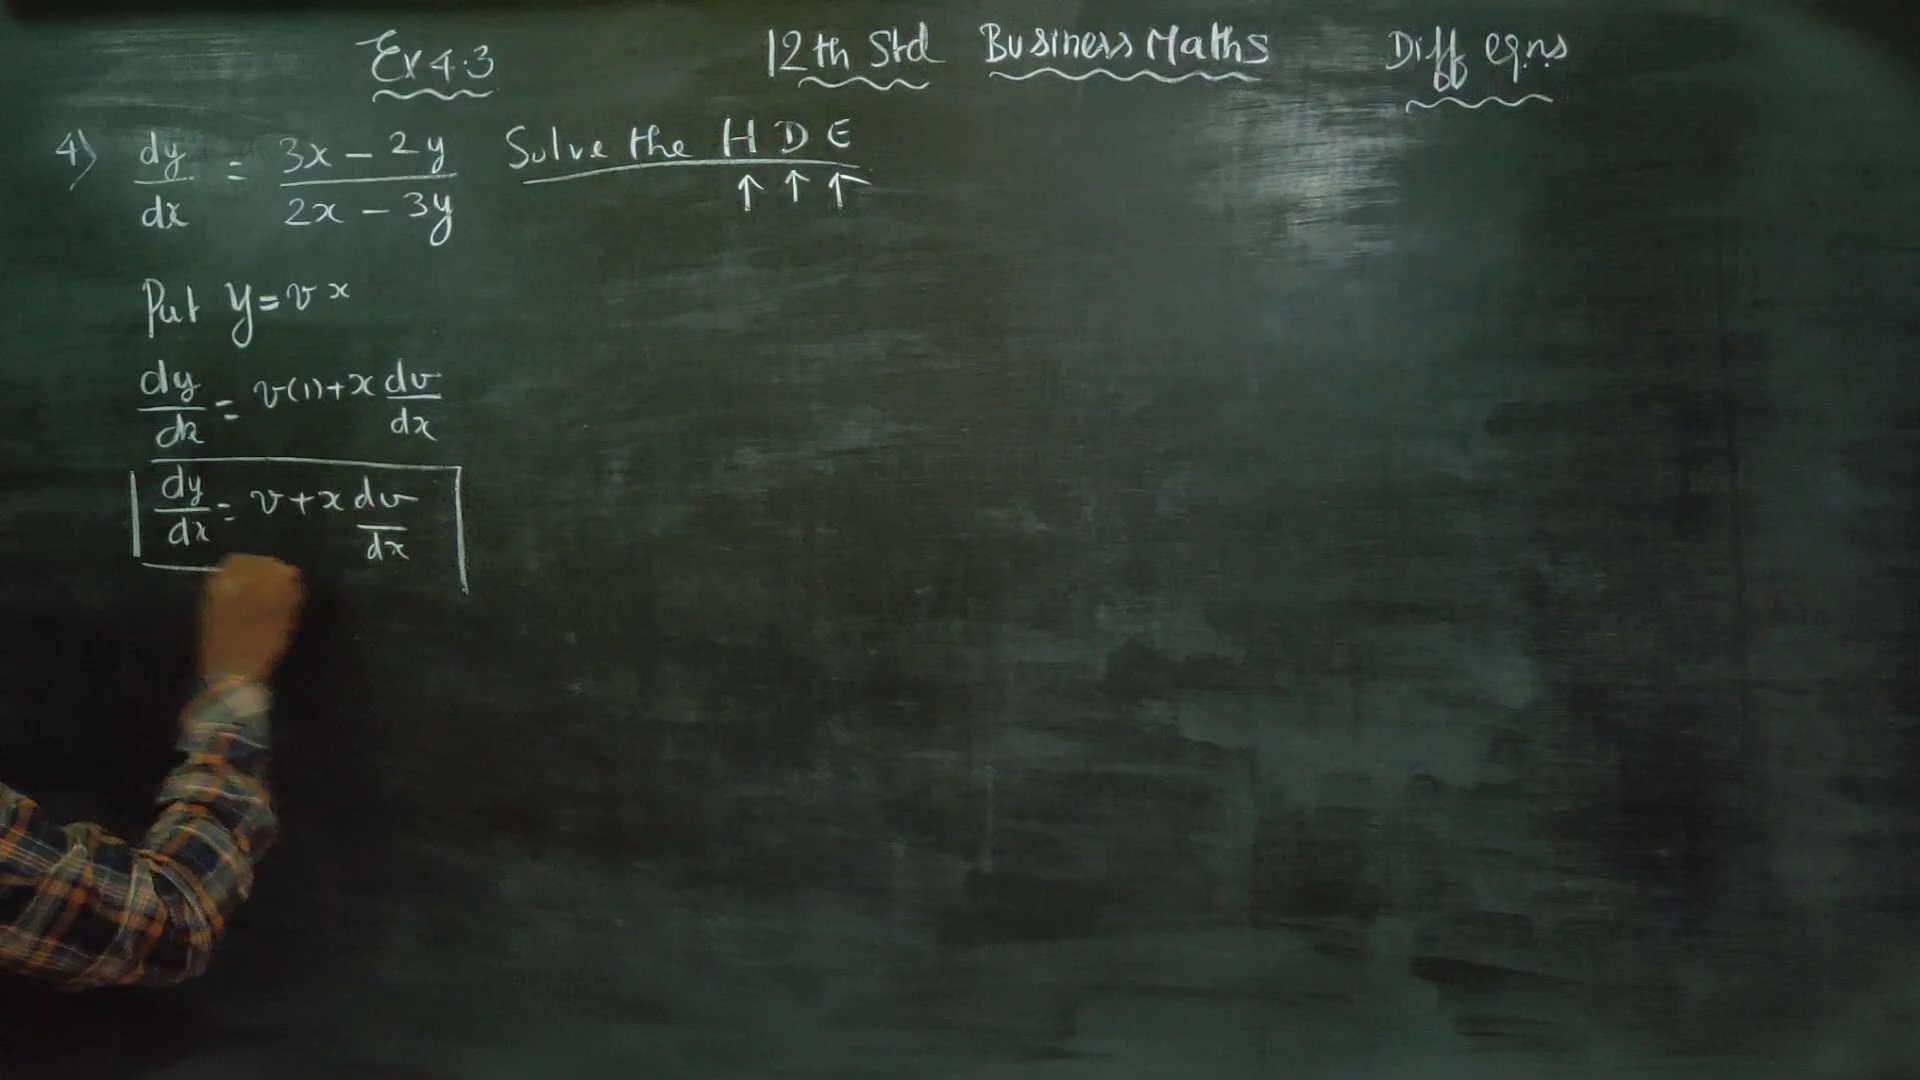 Ex 4.3 12th Std Business Maths Diff eqns
4) dy/dx = (3x - 2y)/(2x - 3y) Solve the H D E
↑ ↑ ↑
Put y = vx
dy/dx = v(1) + x dv/dx
dy/dx = v + x dv/dx